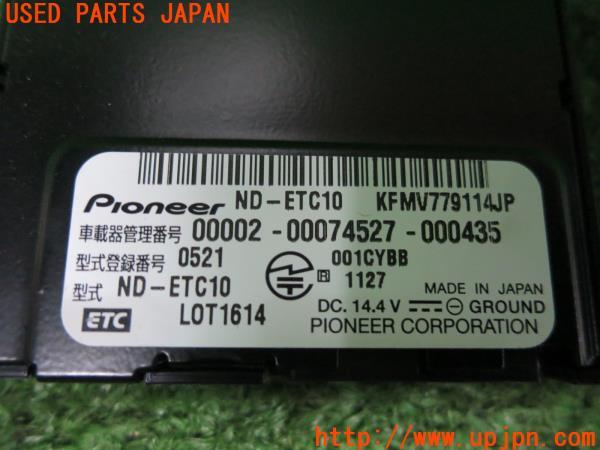 USED PARTS JAPAN
Pioneer ND-ETC10 KFMV779114JP
車載器管理番号 00002-00074527-000435
型式登録番号 0521 001CYBB
R 1127
型式 ND-ETC10 MADE IN JAPAN
ETC LOT1614 DC. 14.4 V GROUND
PIONEER CORPORATION
http://www.upjpn.com/